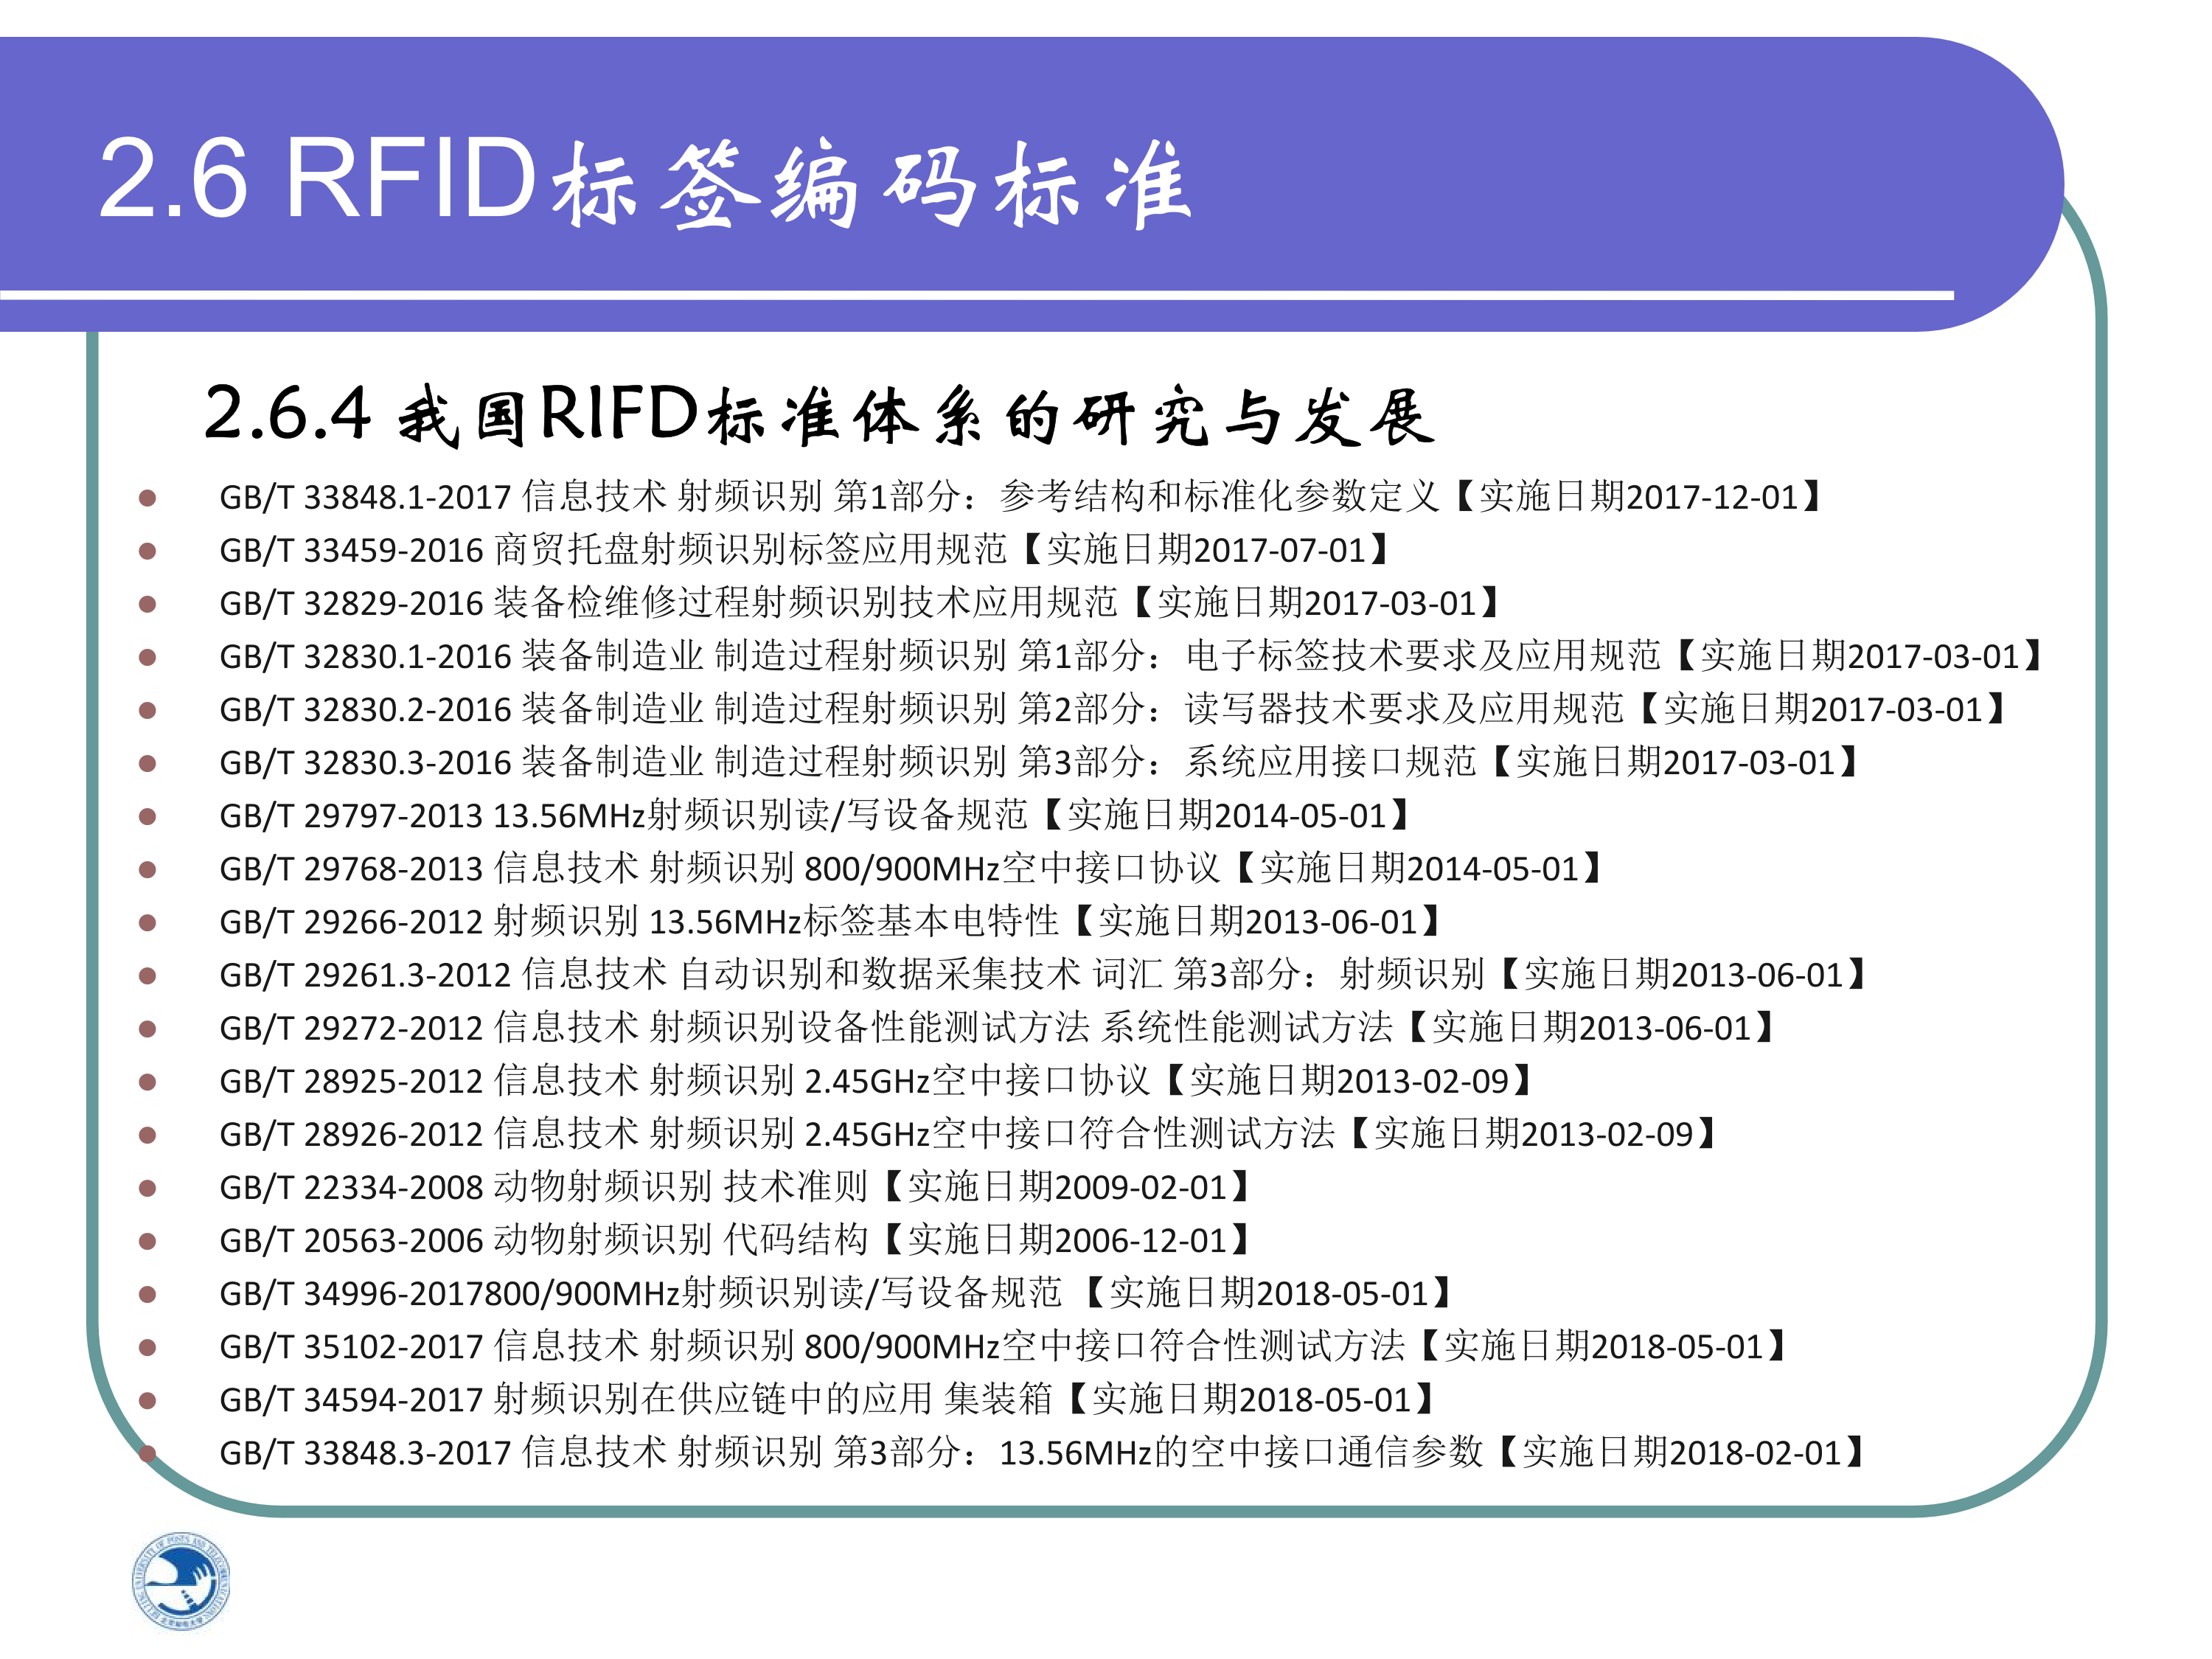 2.6 RFID标签编码标准
2.6.4 我国RIFD标准体系的研究与发展
GB/T 33848.1-2017 信息技术 射频识别 第1部分：参考结构和标准化参数定义【实施日期2017-12-01】
GB/T 33459-2016 商贸托盘射频识别标签应用规范【实施日期2017-07-01】
GB/T 32829-2016 装备检维修过程射频识别技术应用规范【实施日期2017-03-01】
GB/T 32830.1-2016 装备制造业 制造过程射频识别 第1部分：电子标签技术要求及应用规范【实施日期2017-03-01】
GB/T 32830.2-2016 装备制造业 制造过程射频识别 第2部分：读写器技术要求及应用规范【实施日期2017-03-01】
GB/T 32830.3-2016 装备制造业 制造过程射频识别 第3部分：系统应用接口规范【实施日期2017-03-01】
GB/T 29797-2013 13.56MHz射频识别读/写设备规范【实施日期2014-05-01】
GB/T 29768-2013 信息技术 射频识别 800/900MHz空中接口协议【实施日期2014-05-01】
GB/T 29266-2012 射频识别 13.56MHz标签基本电特性【实施日期2013-06-01】
GB/T 29261.3-2012 信息技术 自动识别和数据采集技术 词汇 第3部分：射频识别【实施日期2013-06-01】
GB/T 29272-2012 信息技术 射频识别设备性能测试方法 系统性能测试方法【实施日期2013-06-01】
GB/T 28925-2012 信息技术 射频识别 2.45GHz空中接口协议【实施日期2013-02-09】
GB/T 28926-2012 信息技术 射频识别 2.45GHz空中接口符合性测试方法【实施日期2013-02-09】
GB/T 22334-2008 动物射频识别 技术准则【实施日期2009-02-01】
GB/T 20563-2006 动物射频识别 代码结构【实施日期2006-12-01】
GB/T 34996-2017800/900MHz射频识别读/写设备规范 【实施日期2018-05-01】
GB/T 35102-2017 信息技术 射频识别 800/900MHz空中接口符合性测试方法【实施日期2018-05-01】
GB/T 34594-2017 射频识别在供应链中的应用 集装箱【实施日期2018-05-01】
GB/T 33848.3-2017 信息技术 射频识别 第3部分：13.56MHz的空中接口通信参数【实施日期2018-02-01】